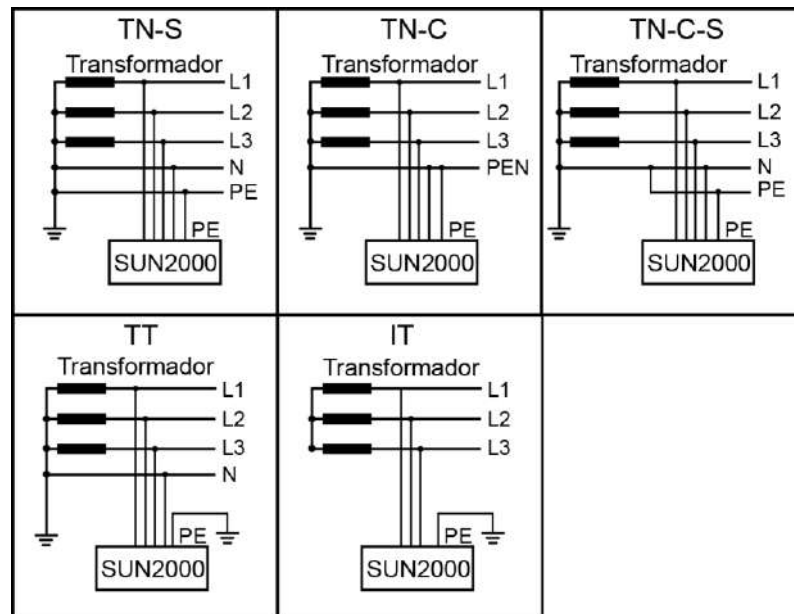 TN-S
Transformador
L1
L2
L3
N
PE
PE
SUN2000
TN-C
Transformador
L1
L2
L3
PEN
PE
SUN2000
TN-C-S
Transformador
L1
L2
L3
N
PE
PE
SUN2000
TT
Transformador
L1
L2
L3
N
PE
SUN2000
IT
Transformador
L1
L2
L3
PE
SUN2000